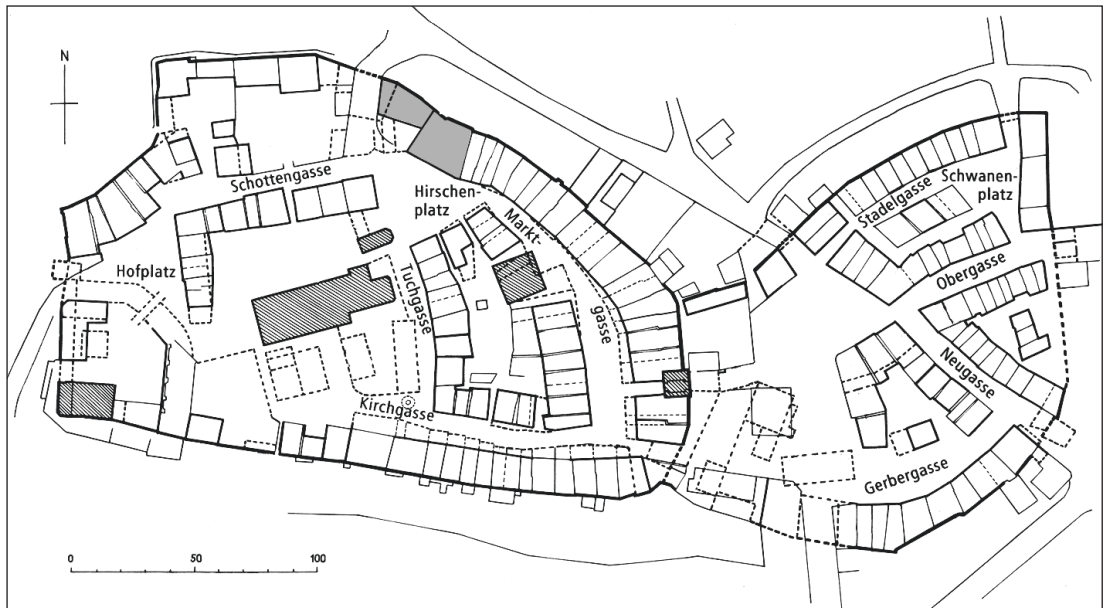 N
Schottengasse
Hirschen-
platz
Markt-
gasse
Stadelgasse
Schwanen-
platz
Obergasse
Hofplatz
Tuchgasse
Neugasse
Kirchgasse
Gerbergasse
0 50 100